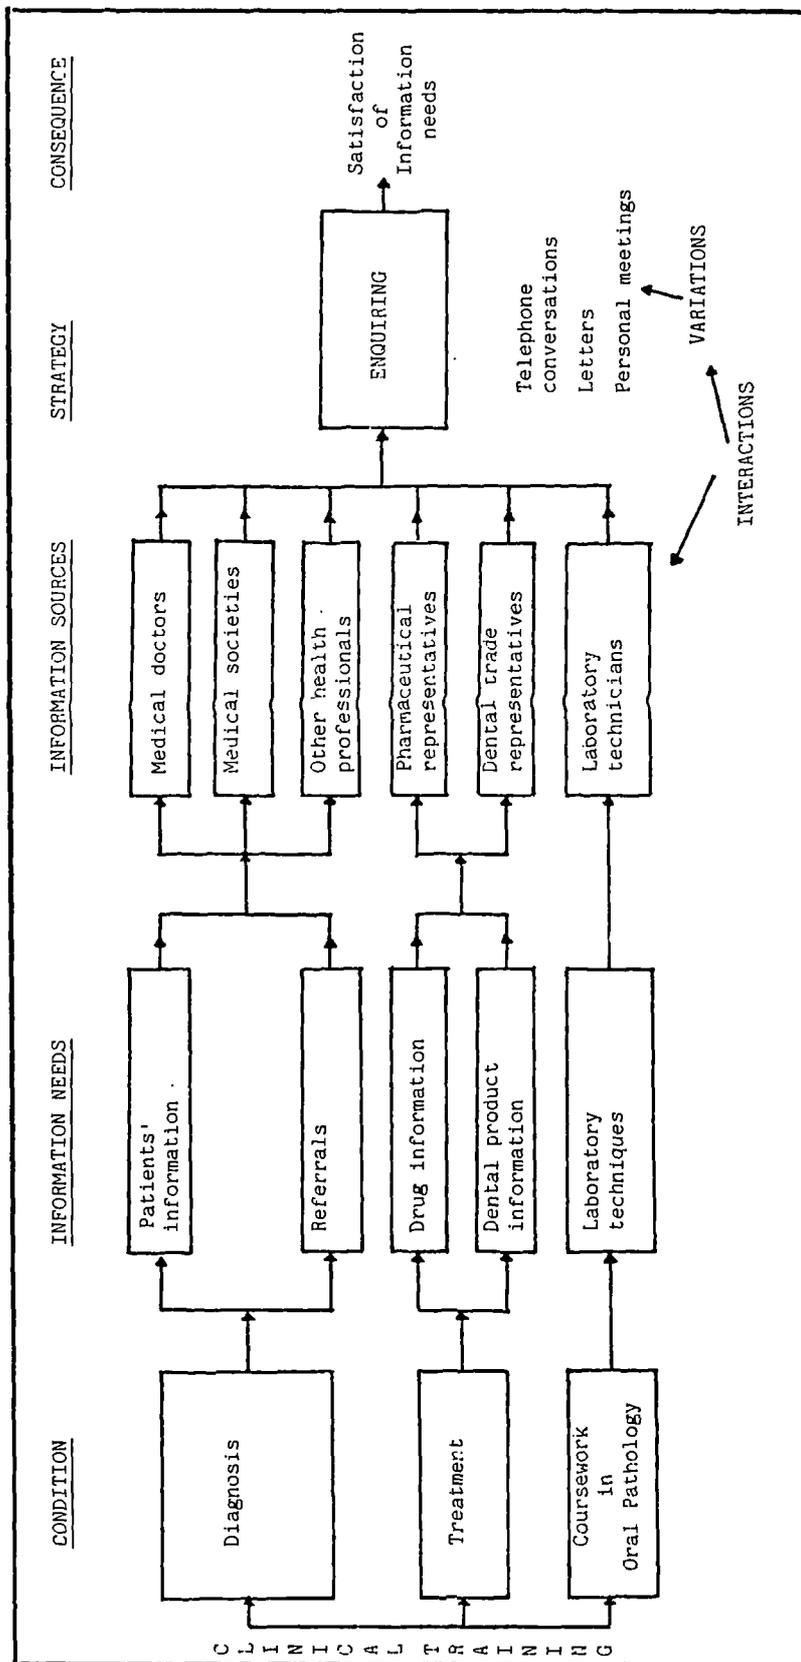 CONDITION
INFORMATION NEEDS
INFORMATION SOURCES
STRATEGY
CONSEQUENCE
CLINICAL TRAINING
Diagnosis
Treatment
Coursework
in
Oral Pathology
Patients'
information
Referrals
Drug information
Dental product
information
Laboratory
techniques
Medical doctors
Medical societies
Other health
professionals
Pharmaceutical
representatives
Dental trade
representatives
Laboratory
technicians
ENQUIRING
Satisfaction
of
Information
needs
Telephone
conversations
Letters
Personal meetings
VARIATIONS
INTERACTIONS